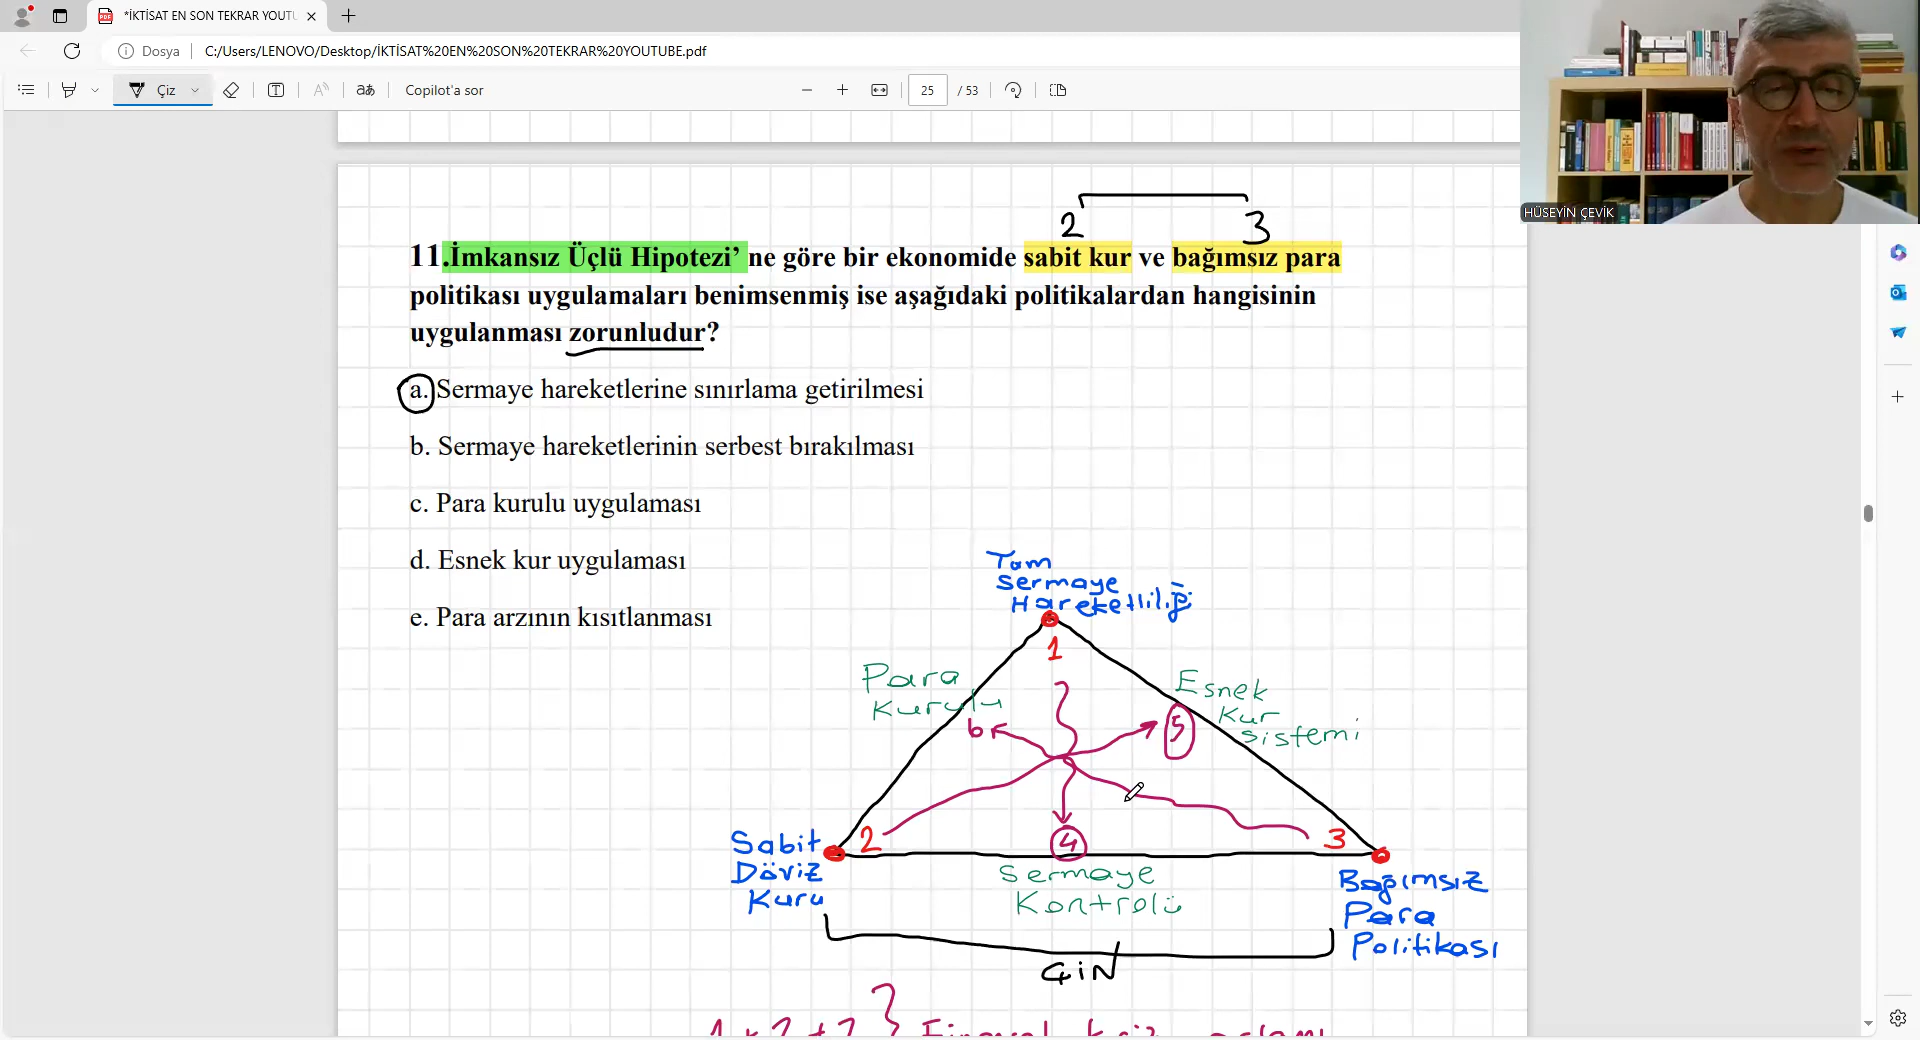 *İKTİSAT EN SON TEKRAR YOUTU
Dosya
C:/Users/LENOVO/Desktop/İKTİSAT%20EN%20SON%20TEKRAR%20YOUTUBE.pdf
Çiz
aあ
Copilot'a sor
25 / 53
HÜSEYİN ÇEVİK
2 3
11.İmkansız Üçlü Hipotezi’ ne göre bir ekonomide sabit kur ve bağımsız para
politikası uygulamaları benimsenmiş ise aşağıdaki politikalardan hangisinin
uygulanması zorunludur?
a. Sermaye hareketlerine sınırlama getirilmesi
b. Sermaye hareketlerinin serbest bırakılması
c. Para kurulu uygulaması
d. Esnek kur uygulaması
e. Para arzının kısıtlanması
Tam
Sermaye
Hareketliliği
1
Para
Kurulu
Esnek
Kur
Sistemi
6
5
2
4
3
Sabit
Döviz
Kuru
Sermaye
Kontrolü
Bağımsız
Para
Politikası
ÇİN